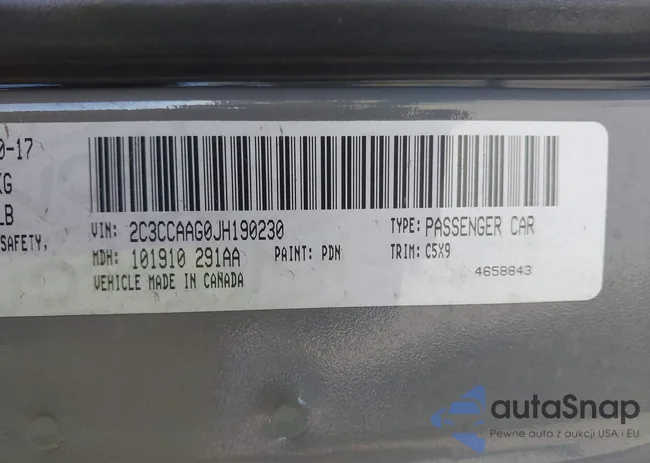 0-17
KG
LB
SAFETY,
VIN: 2C3CCAAG0JH190230 TYPE: PASSENGER CAR
MDH: 101910 291AA PAINT: PDN TRIM: C5X9
VEHICLE MADE IN CANADA 4658843
autoSnap
Pewne auta z aukcji USA i EU